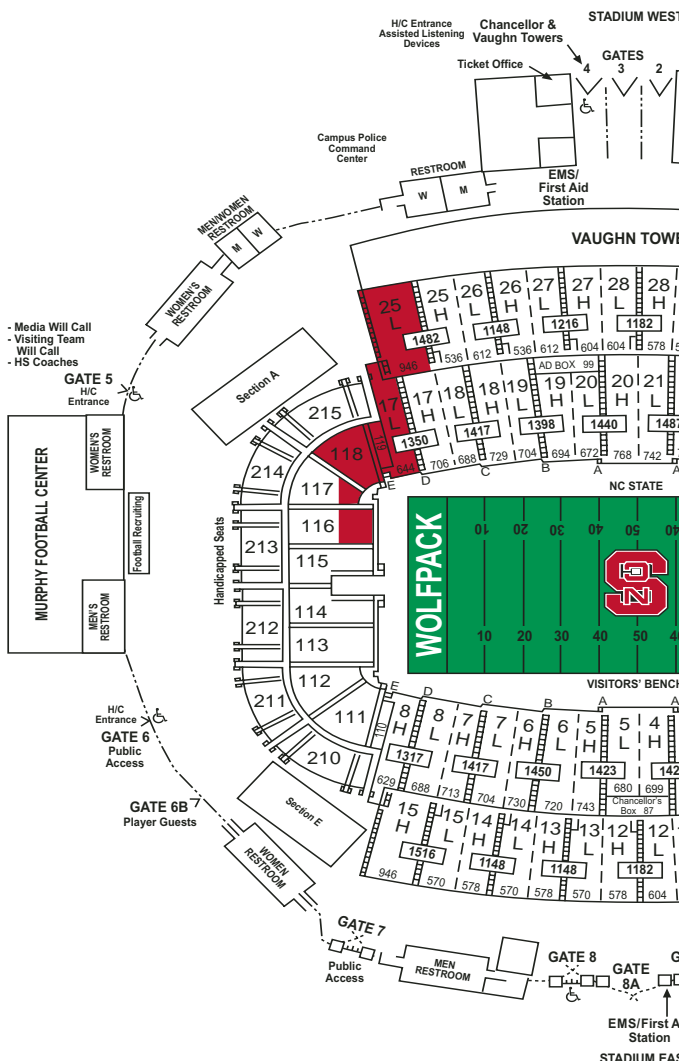 STADIUM WEST
H/C Entrance
Assisted Listening
Devices
Chancellor &
Vaughn Towers
GATES
4 3 2
Ticket Office
Campus Police
Command
Center
RESTROOM
W M
EMS/
First Aid
Station
MEN/WOMEN
RESTROOM
M W
WOMEN'S
RESTROOM
VAUGHN TOWE
- Media Will Call
- Visiting Team
Will Call
- HS Coaches
GATE 5
H/C
Entrance
Section A
25 L 25 H 26 L 26 H 27 L 27 H 28 L 28 H
1482 1148 1216 1182
946 536 612 536 612 604 604 578 5
AD BOX 99
17 L 17 H 18 L 18 H 19 L 19 H 20 L 20 H 21 L
1350 1417 1398 1440 1487
644 706 688 729 704 694 672 768 742 7
E D C B A A
215
118
119
214
117
116
213
115
114
212
113
112
211
111
110
210
Handicapped Seats
MURPHY FOOTBALL CENTER
WOMEN'S
RESTROOM
Football Recruiting
MEN'S
RESTROOM
NC STATE
WOLFPACK
10 20 30 40 50 40
NCS
10 20 30 40 50 40
VISITORS' BENCH
E D C B A A
8 H 8 L 7 H 7 L 6 H 6 L 5 H 5 L 4 H
1317 1417 1450 1423 142
629 688 713 704 730 720 743 680 699
Chancellor's
Box 87
15 H 15 L 14 H 14 L 13 H 13 L 12 H 12 L
1516 1148 1148 1182
946 570 578 570 578 570 578 604
H/C
Entrance
GATE 6
Public
Access
GATE 6B
Player Guests
Section E
WOMEN
RESTROOM
GATE 7
Public
Access
MEN
RESTROOM
GATE 8
GATE
8A
G
EMS/First A
Station
STADIUM EAS